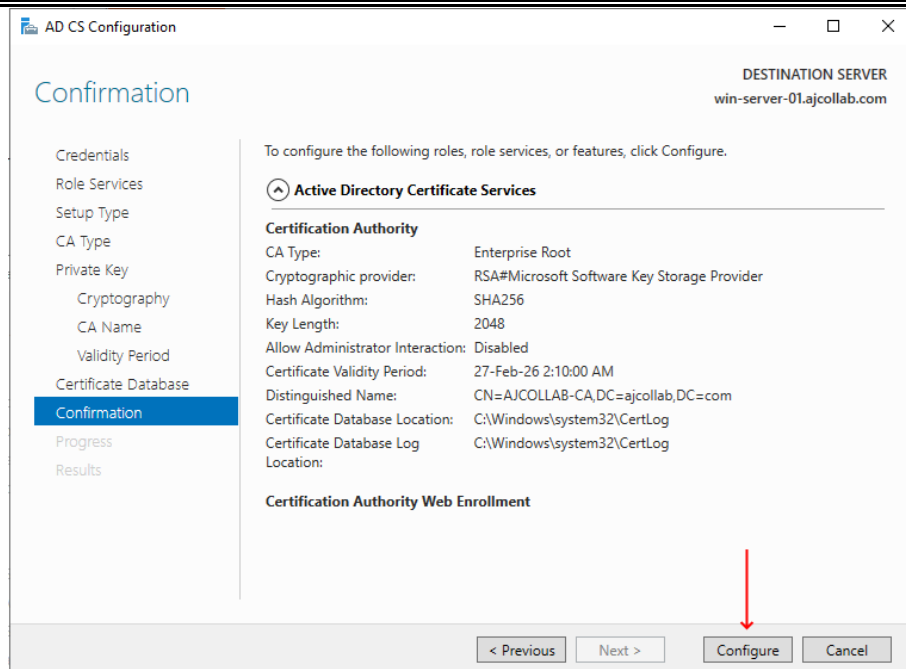 AD CS Configuration
Confirmation
DESTINATION SERVER
win-server-01.ajcollab.com
Credentials
Role Services
Setup Type
CA Type
Private Key
Cryptography
CA Name
Validity Period
Certificate Database
Confirmation
Progress
Results
To configure the following roles, role services, or features, click Configure.
Active Directory Certificate Services
Certification Authority
CA Type: Enterprise Root
Cryptographic provider: RSA#Microsoft Software Key Storage Provider
Hash Algorithm: SHA256
Key Length: 2048
Allow Administrator Interaction: Disabled
Certificate Validity Period: 27-Feb-26 2:10:00 AM
Distinguished Name: CN=AJCOLLAB-CA,DC=ajcollab,DC=com
Certificate Database Location: C:\Windows\system32\CertLog
Certificate Database Log C:\Windows\system32\CertLog
Location:
Certification Authority Web Enrollment
< Previous Next > Configure Cancel